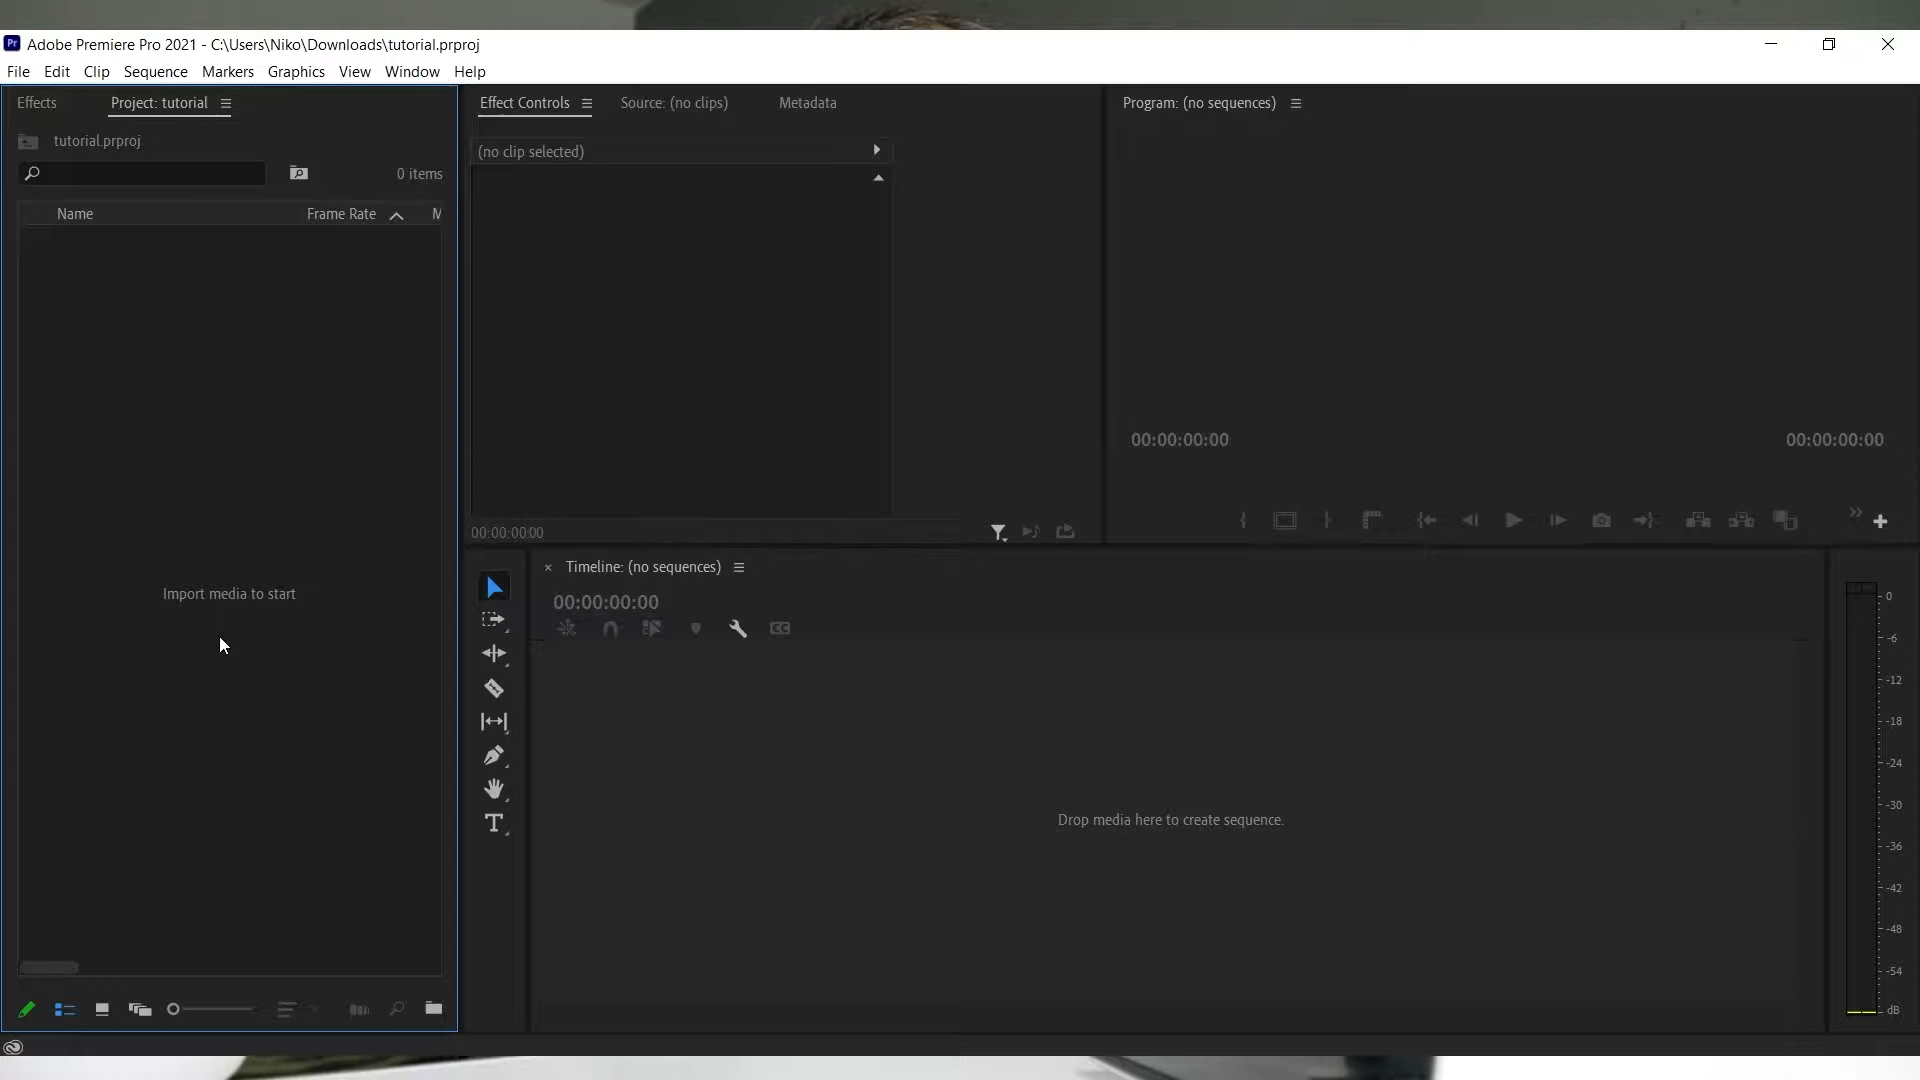 Pr Adobe Premiere Pro 2021 - C:\Users\Niko\Downloads\tutorial.prproj
File Edit Clip Sequence Markers Graphics View Window Help
Effects Project: tutorial
tutorial.prproj
0 items
Name Frame Rate M
Import media to start
Effect Controls Source: (no clips) Metadata
(no clip selected)
00:00:00:00
Program: (no sequences)
00:00:00:00 00:00:00:00
Timeline: (no sequences)
00:00:00:00
CC
T
Drop media here to create sequence.
0
-6
-12
-18
-24
-30
-36
-42
-48
-54
dB